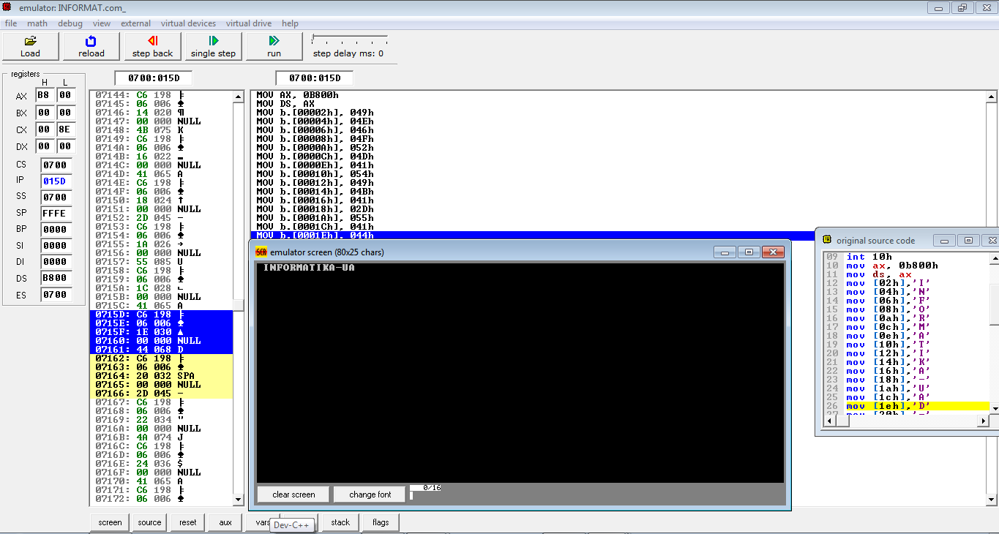 emulator: INFORMAT.com_
file math debug view external virtual devices virtual drive help
Load reload step back single step run step delay ms: 0
registers
H L
AX B8 00
BX 00 00
CX 00 8E
DX 00 00
CS 0700
IP 015D
SS 0700
SP FFFE
BP 0000
SI 0000
DI 0000
DS B800
ES 0700
0700:015D 0700:015D
07144: C6 198 ╞
07145: 06 006 ♠
07146: 14 020 ¶
07147: 00 000 NULL
07148: 4B 075 K
07149: C6 198 ╞
0714A: 06 006 ♠
0714B: 16 022 ▬
0714C: 00 000 NULL
0714D: 41 065 A
0714E: C6 198 ╞
0714F: 06 006 ♠
07150: 18 024 ↑
07151: 00 000 NULL
07152: 2D 045 -
07153: C6 198 ╞
07154: 06 006 ♠
07155: 1A 026 →
07156: 00 000 NULL
07157: 55 085 U
07158: C6 198 ╞
07159: 06 006 ♠
0715A: 1C 028 ∟
0715B: 00 000 NULL
0715C: 41 065 A
0715D: C6 198 ╞
0715E: 06 006 ♠
0715F: 1E 030 ▲
07160: 00 000 NULL
07161: 44 068 D
07162: C6 198 ╞
07163: 06 006 ♠
07164: 20 032 SPA
07165: 00 000 NULL
07166: 2D 045 -
07167: C6 198 ╞
07168: 06 006 ♠
07169: 22 034 "
0716A: 00 000 NULL
0716B: 4A 074 J
0716C: C6 198 ╞
0716D: 06 006 ♠
0716E: 24 036 $
0716F: 00 000 NULL
07170: 41 065 A
07171: C6 198 ╞
07172: 06 006 ♠
MOV AX, 0B800h
MOV DS, AX
MOV b.[00002h], 049h
MOV b.[00004h], 04Eh
MOV b.[00006h], 046h
MOV b.[00008h], 04Fh
MOV b.[0000Ah], 052h
MOV b.[0000Ch], 04Dh
MOV b.[0000Eh], 041h
MOV b.[00010h], 054h
MOV b.[00012h], 049h
MOV b.[00014h], 04Bh
MOV b.[00016h], 041h
MOV b.[00018h], 02Dh
MOV b.[0001Ah], 055h
MOV b.[0001Ch], 041h
MOV b.[0001Eh], 044h
emulator screen (80x25 chars)
INFORMATIKA-UA
clear screen change font 0/16
original source code
09 int 10h
10 mov ax, 0b800h
11 mov ds, ax
12 mov [02h],'I'
13 mov [04h],'N'
14 mov [06h],'F'
15 mov [08h],'O'
16 mov [0ah],'R'
17 mov [0ch],'M'
18 mov [0eh],'A'
19 mov [10h],'T'
20 mov [12h],'I'
21 mov [14h],'K'
22 mov [16h],'A'
23 mov [18h],'-'
24 mov [1ah],'U'
25 mov [1ch],'A'
26 mov [1eh],'D'
27 mov [20h],'-'
screen source reset aux vars stack flags
Dev-C++